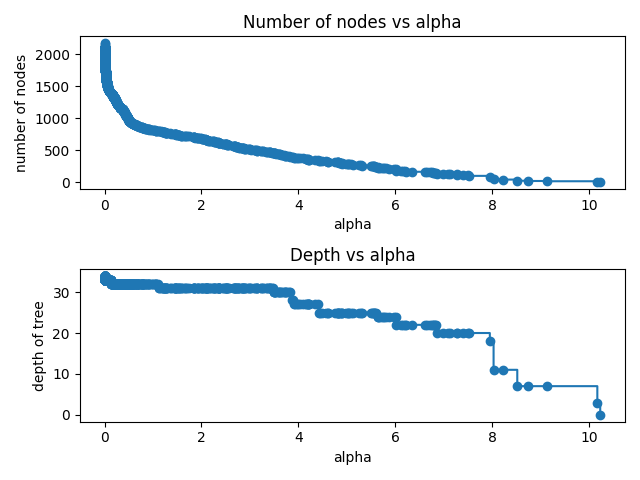 Number of nodes vs alpha
number of nodes
2000
1500
1000
500
0
0 2 4 6 8 10
alpha
Depth vs alpha
depth of tree
30
20
10
0
0 2 4 6 8 10
alpha